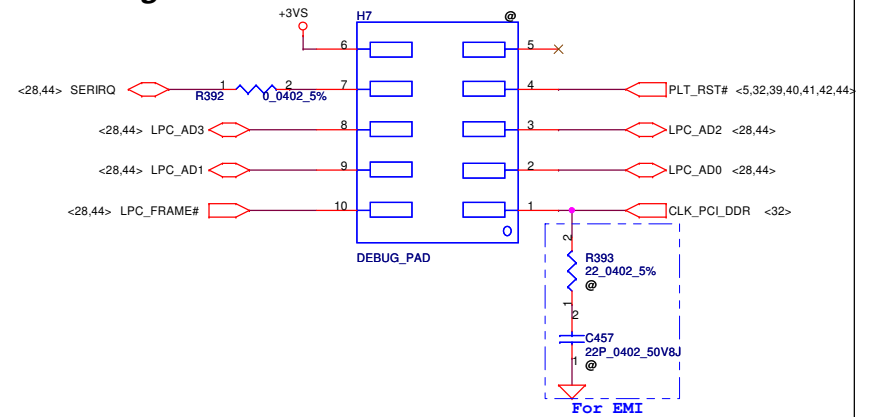 +3VS
H7
@
6
5
<28,44> SERIRQ
1
2
7
4
PLT_RST# <5,32,39,40,41,42,44>
R392
0_0402_5%
<28,44> LPC_AD3
8
3
LPC_AD2 <28,44>
<28,44> LPC_AD1
9
2
LPC_AD0 <28,44>
<28,44> LPC_FRAME#
10
1
CLK_PCI_DDR <32>
DEBUG_PAD
2
R393
22_0402_5%
@
1
2
C457
22P_0402_50V8J
1
@
For EMI